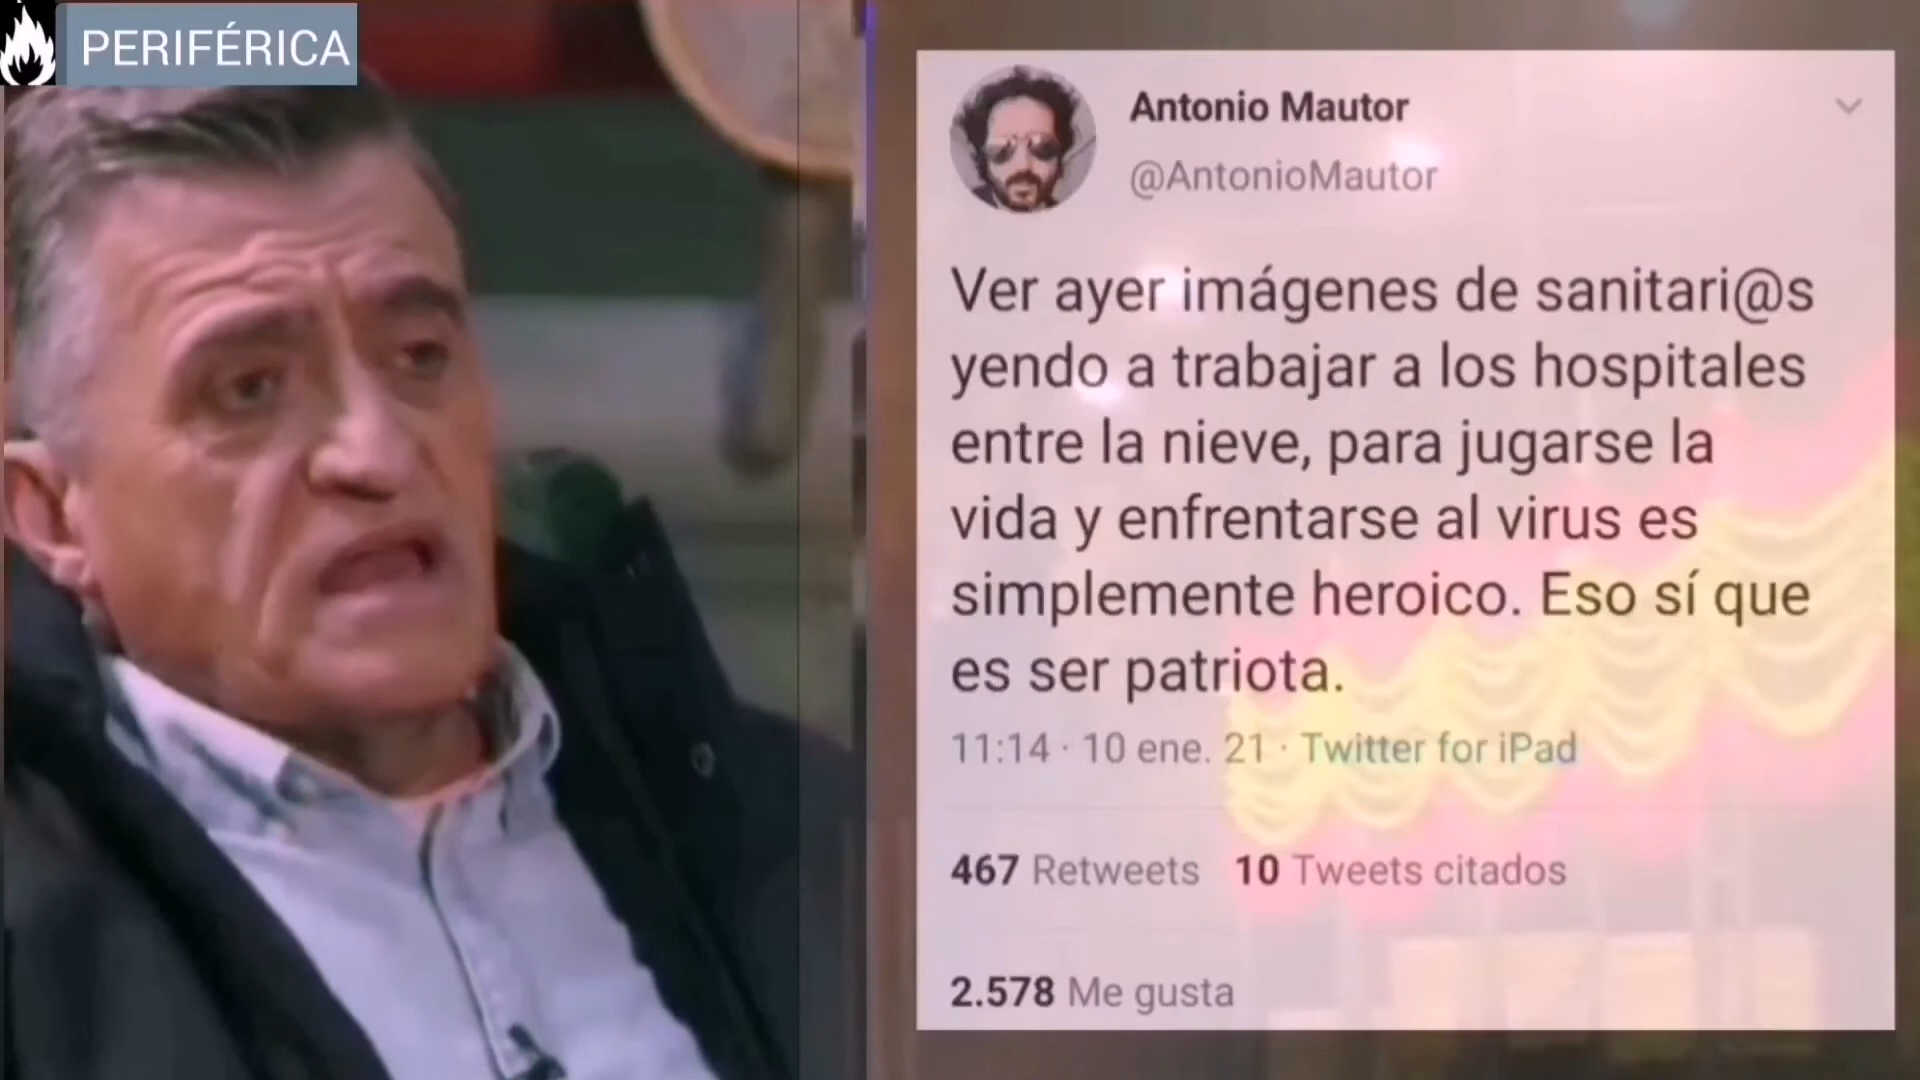 PERIFÉRICA
Antonio Mautor
@AntonioMautor
Ver ayer imágenes de sanitari@s
yendo a trabajar a los hospitales
entre la nieve, para jugarse la
vida y enfrentarse al virus es
simplemente heroico. Eso sí que
es ser patriota.
11:14 · 10 ene. 21 · Twitter for iPad
467 Retweets 10 Tweets citados
2.578 Me gusta